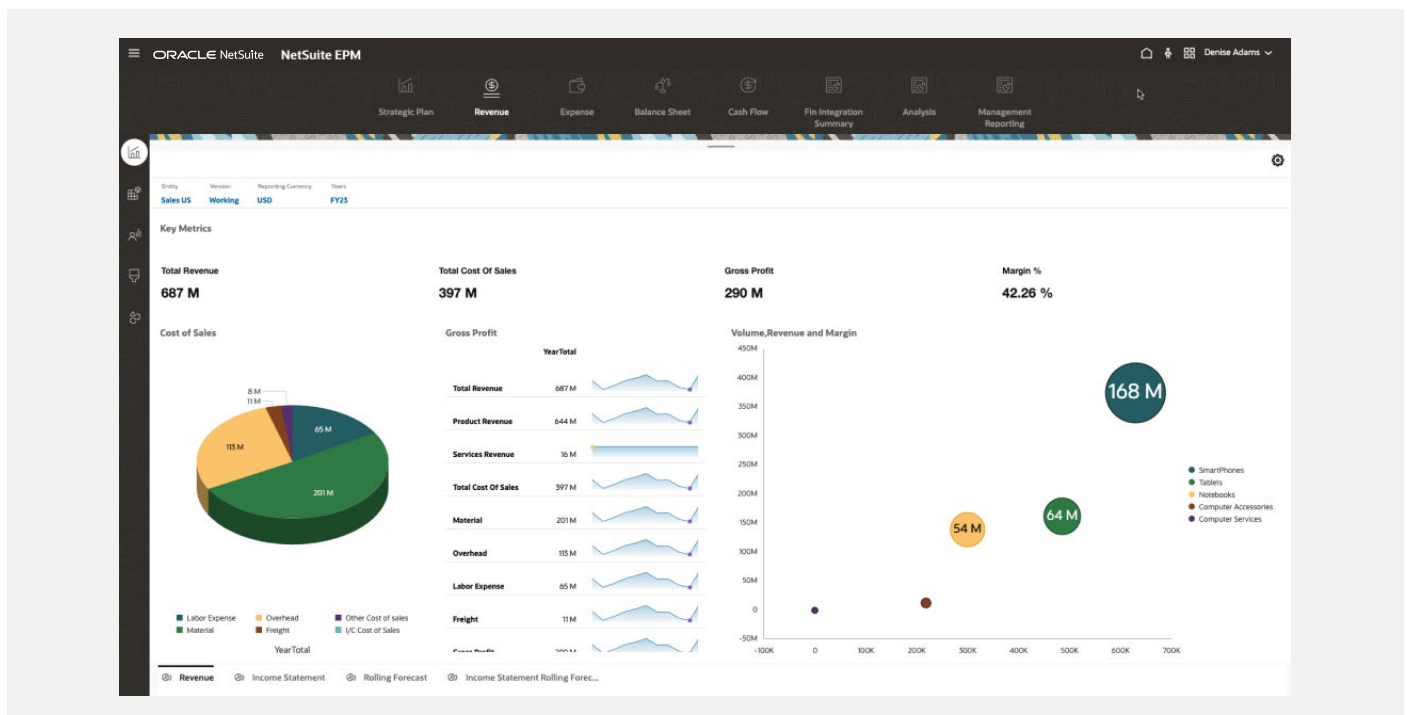 ORACLE NetSuite NetSuite EPM
Denise Adams
Strategic Plan
Revenue
Expense
Balance Sheet
Cash Flow
Fin Integration
Summary
Analysis
Management
Reporting
Entity Version Reporting Currency Years
Sales US Working USD FY23
Key Metrics
Total Revenue
687 M
Total Cost Of Sales
397 M
Gross Profit
290 M
Margin %
42.26 %
Cost of Sales
8 M
11 M
65 M
113 M
201 M
Labor Expense
Overhead
Other Cost of sales
Material
Freight
I/C Cost of Sales
YearTotal
Gross Profit
YearTotal
Total Revenue 687 M
Product Revenue 644 M
Services Revenue 16 M
Total Cost Of Sales 397 M
Material 201 M
Overhead 113 M
Labor Expense 65 M
Freight 11 M
Gross Profit 290 M
Volume,Revenue and Margin
450M
400M
350M
300M
250M
200M
150M
100M
50M
0
-50M
168 M
64 M
54 M
-100K 0 100K 200K 300K 400K 500K 600K 700K
SmartPhones
Tablets
Notebooks
Computer Accessories
Computer Services
Revenue
Income Statement
Rolling Forecast
Income Statement Rolling Forec...